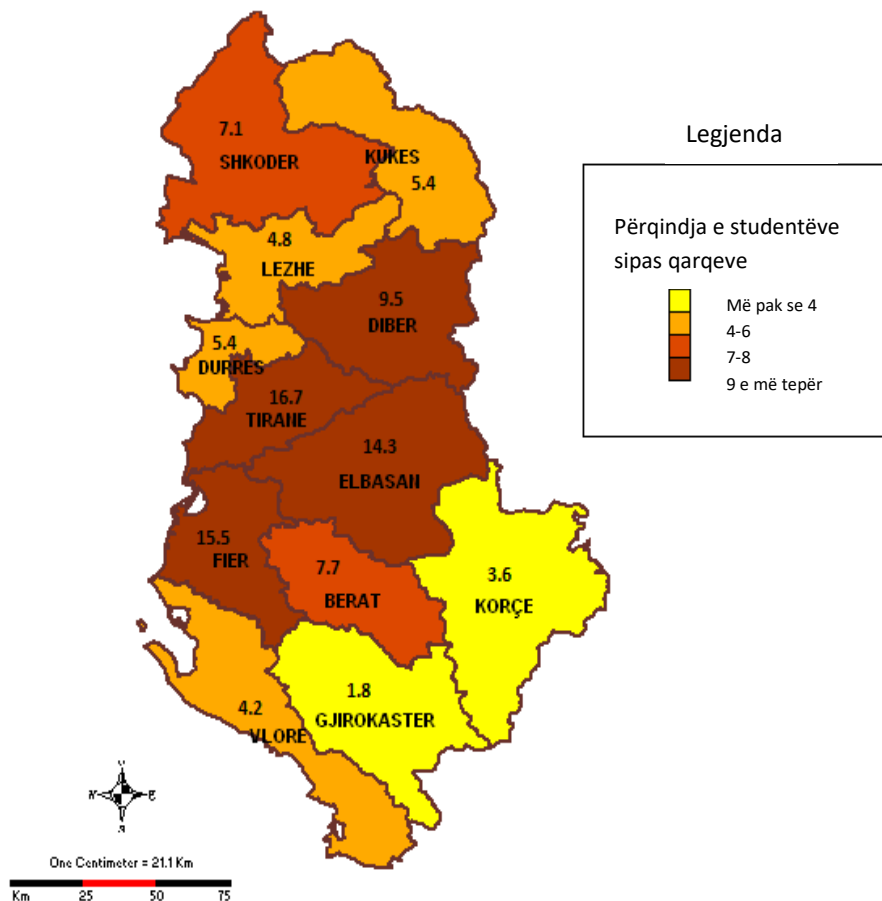 7.1
SHKODER
KUKES
5.4
4.8
LEZHE
9.5
DIBER
5.4
DURRES
16.7
TIRANE
14.3
ELBASAN
15.5
FIER
7.7
BERAT
3.6
KORÇE
1.8
GJIROKASTER
4.2
VLORE
Legjenda
Përqindja e studentëve
sipas qarqeve
Më pak se 4
4-6
7-8
9 e më tepër
E
S
One Centimeter = 21.1 Km
Km 25 50 75